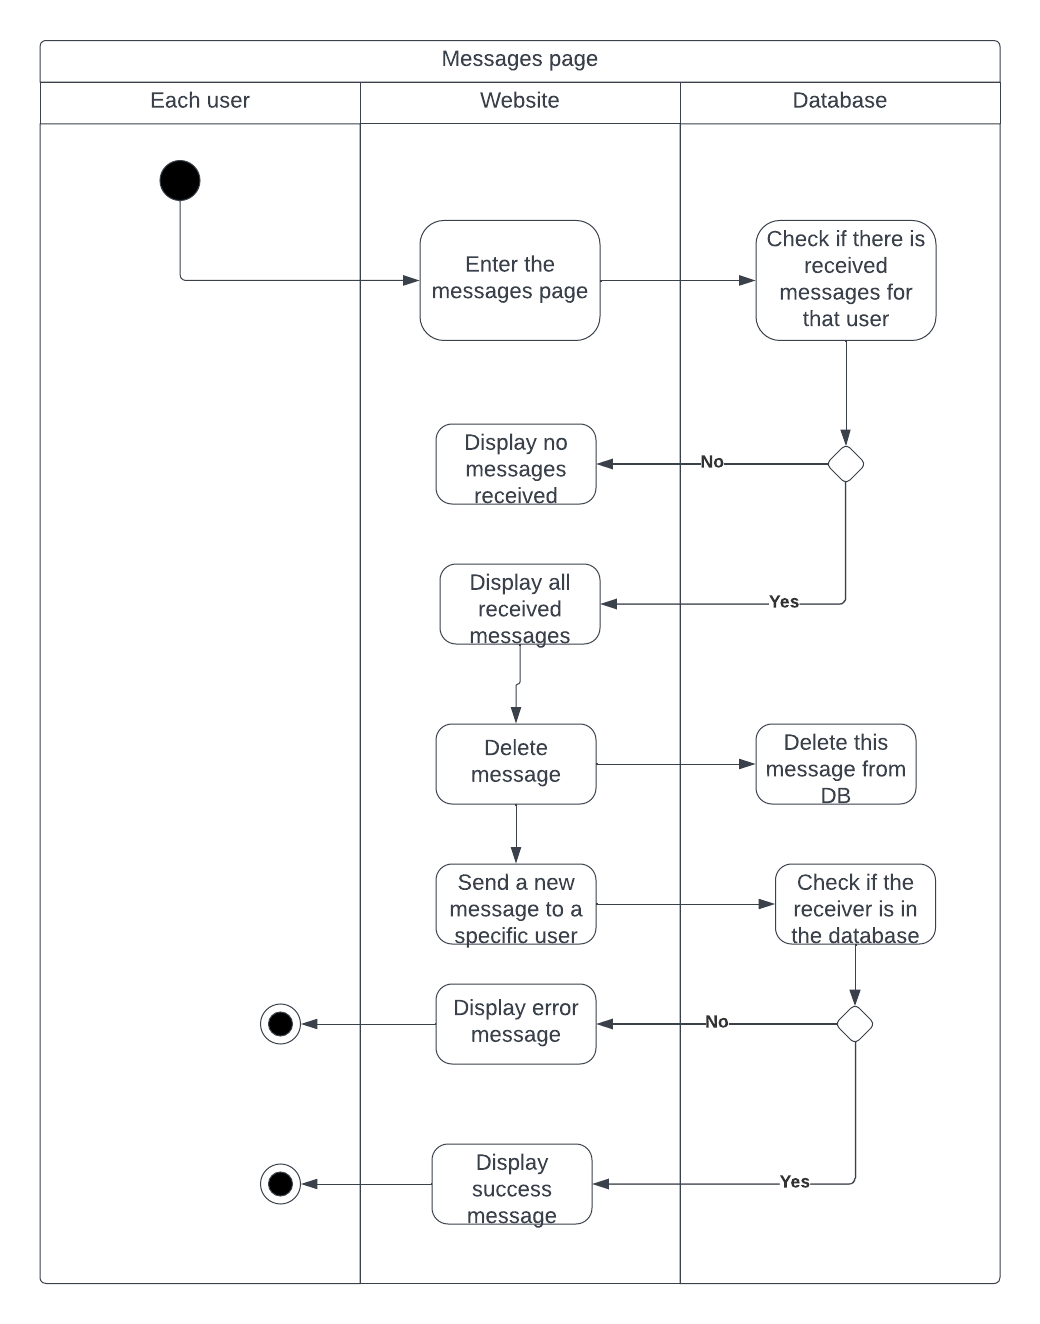 Messages page
Each user
Website
Database
Enter the
messages page
Check if there is
received
messages for
that user
Display no
messages
received
No
Display all
received
messages
Yes
Delete
message
Delete this
message from
DB
Send a new
message to a
specific user
Check if the
receiver is in
the database
Display error
message
No
Display
success
message
Yes